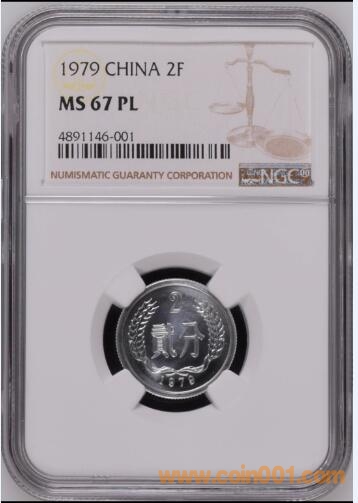 1979 CHINA 2F
MS 67 PL
4891146-001
NUMISMATIC GUARANTY CORPORATION
NGC
2
贰分
1979
www.coin001.com